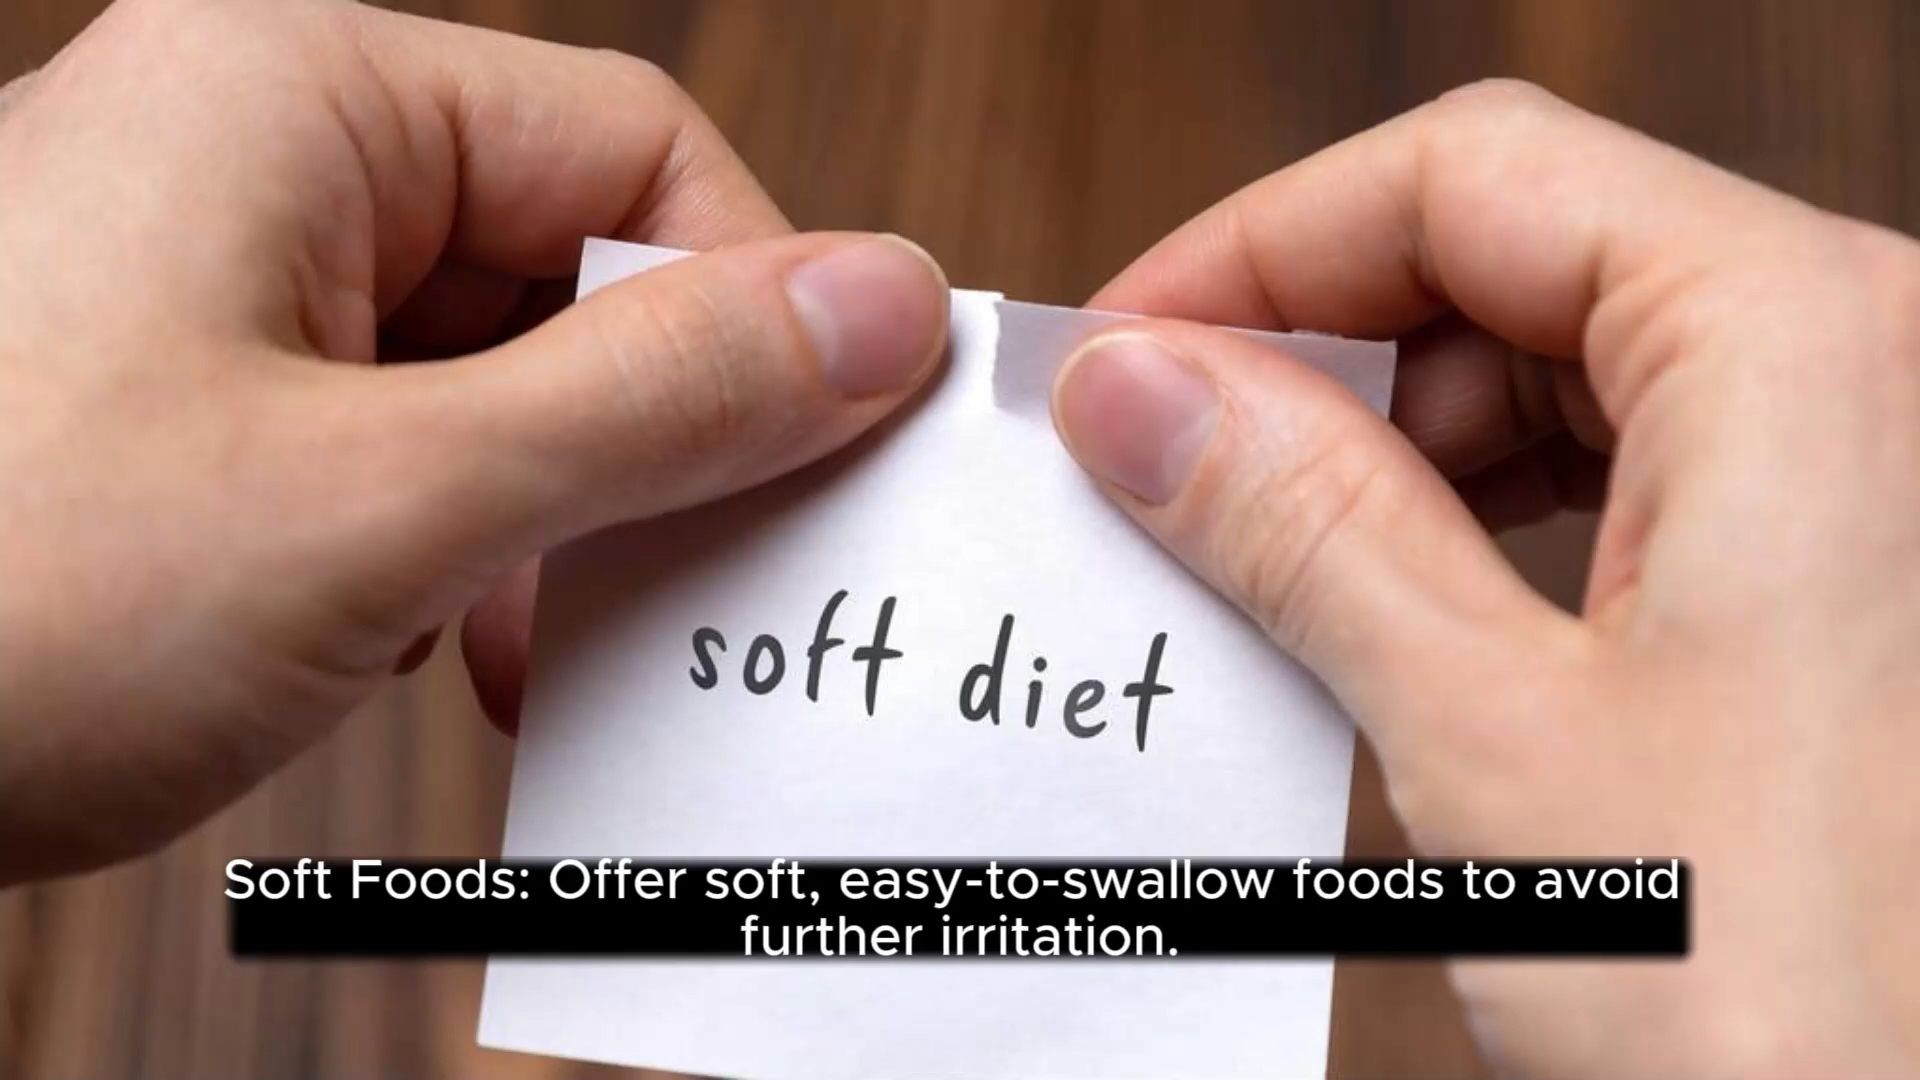 soft diet
Soft Foods: Offer soft, easy-to-swallow foods to avoid
further irritation.